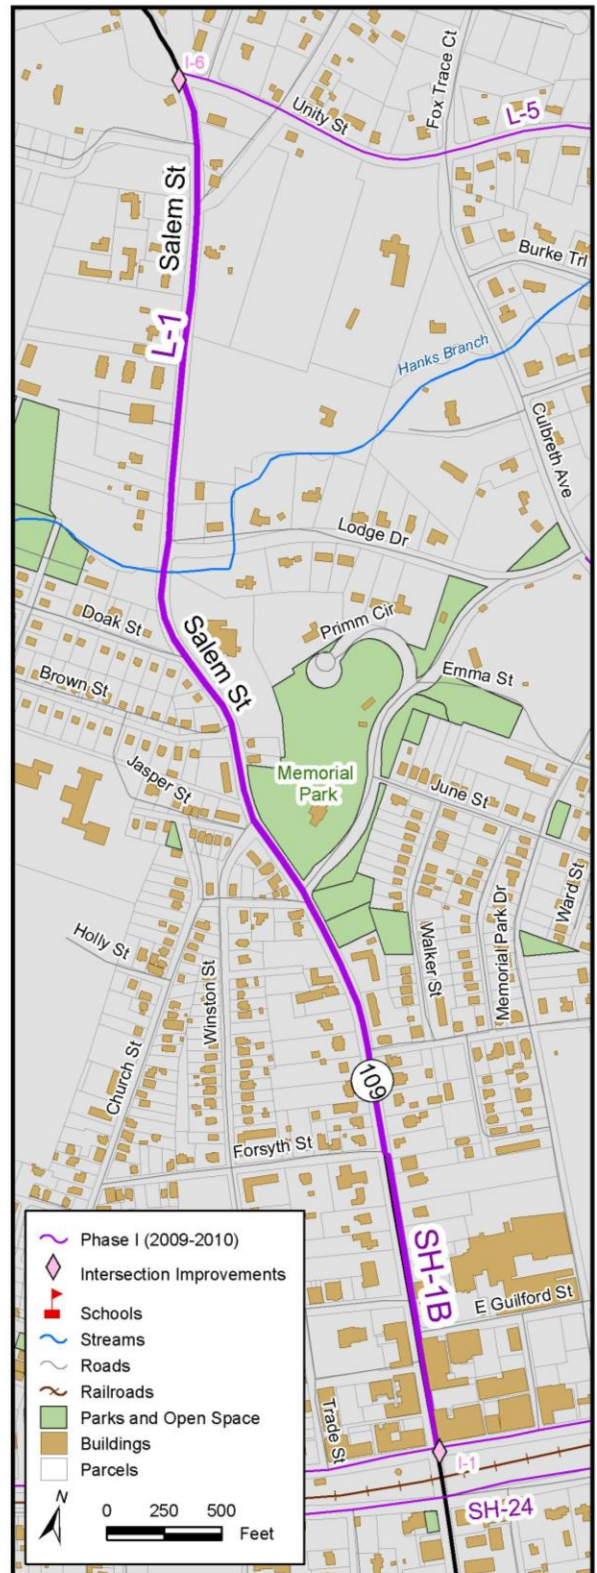 I-6
Unity St
Fox Trace Ct
L-5
Salem St
Burke Trl
L-1
Hanks Branch
Culbreth Ave
Lodge Dr
Doak St
Salem St
Primm Cir
Brown St
Emma St
Memorial
Park
Jasper St
June St
Holly St
Winston St
Walker St
Memorial Park Dr
Ward St
Church St
109
Forsyth St
SH-1B
E Guilford St
Trade St
I-1
SH-24
Phase I (2009-2010)
Intersection Improvements
Schools
Streams
Roads
Railroads
Parks and Open Space
Buildings
Parcels
N
0 250 500
Feet